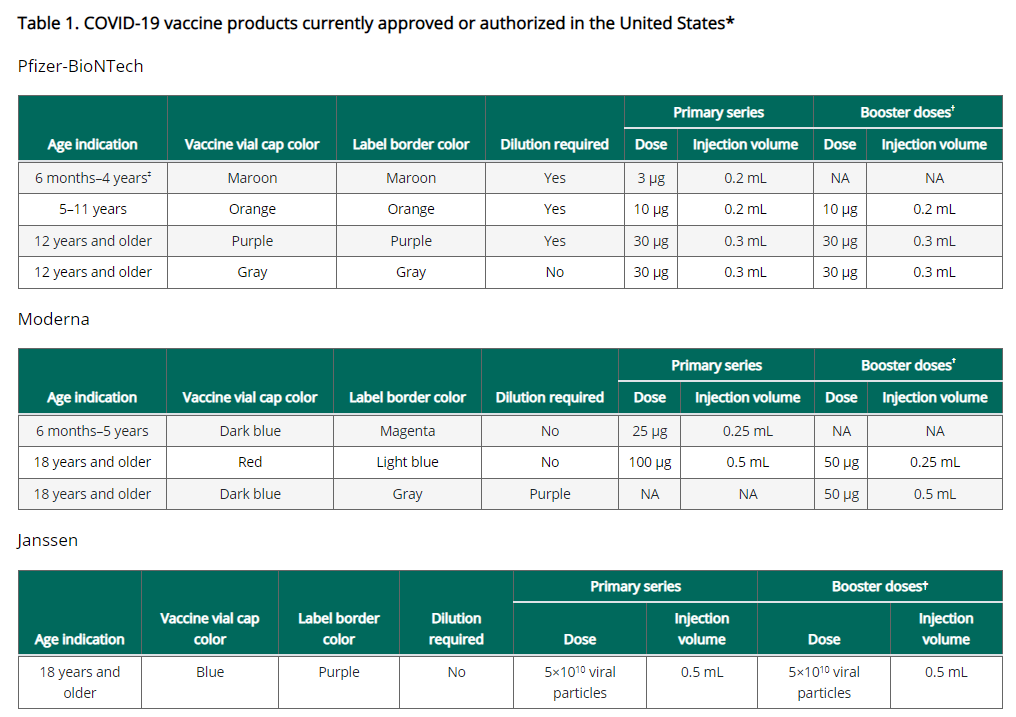 Table 1. COVID-19 vaccine products currently approved or authorized in the United States*
Pfizer-BioNTech
Primary series Booster doses†
Age indication Vaccine vial cap color Label border color Dilution required Dose Injection volume Dose Injection volume
6 months–4 years‡ Maroon Maroon Yes 3 µg 0.2 mL NA NA
5–11 years Orange Orange Yes 10 µg 0.2 mL 10 µg 0.2 mL
12 years and older Purple Purple Yes 30 µg 0.3 mL 30 µg 0.3 mL
12 years and older Gray Gray No 30 µg 0.3 mL 30 µg 0.3 mL
Moderna
Primary series Booster doses†
Age indication Vaccine vial cap color Label border color Dilution required Dose Injection volume Dose Injection volume
6 months–5 years Dark blue Magenta No 25 µg 0.25 mL NA NA
18 years and older Red Light blue No 100 µg 0.5 mL 50 µg 0.25 mL
18 years and older Dark blue Gray Purple NA NA 50 µg 0.5 mL
Janssen
Primary series Booster doses†
Vaccine vial cap Label border Dilution Injection Injection
Age indication color color required Dose volume Dose volume
18 years and Blue Purple No 5×10¹⁰ viral 0.5 mL 5×10¹⁰ viral 0.5 mL
older particles particles